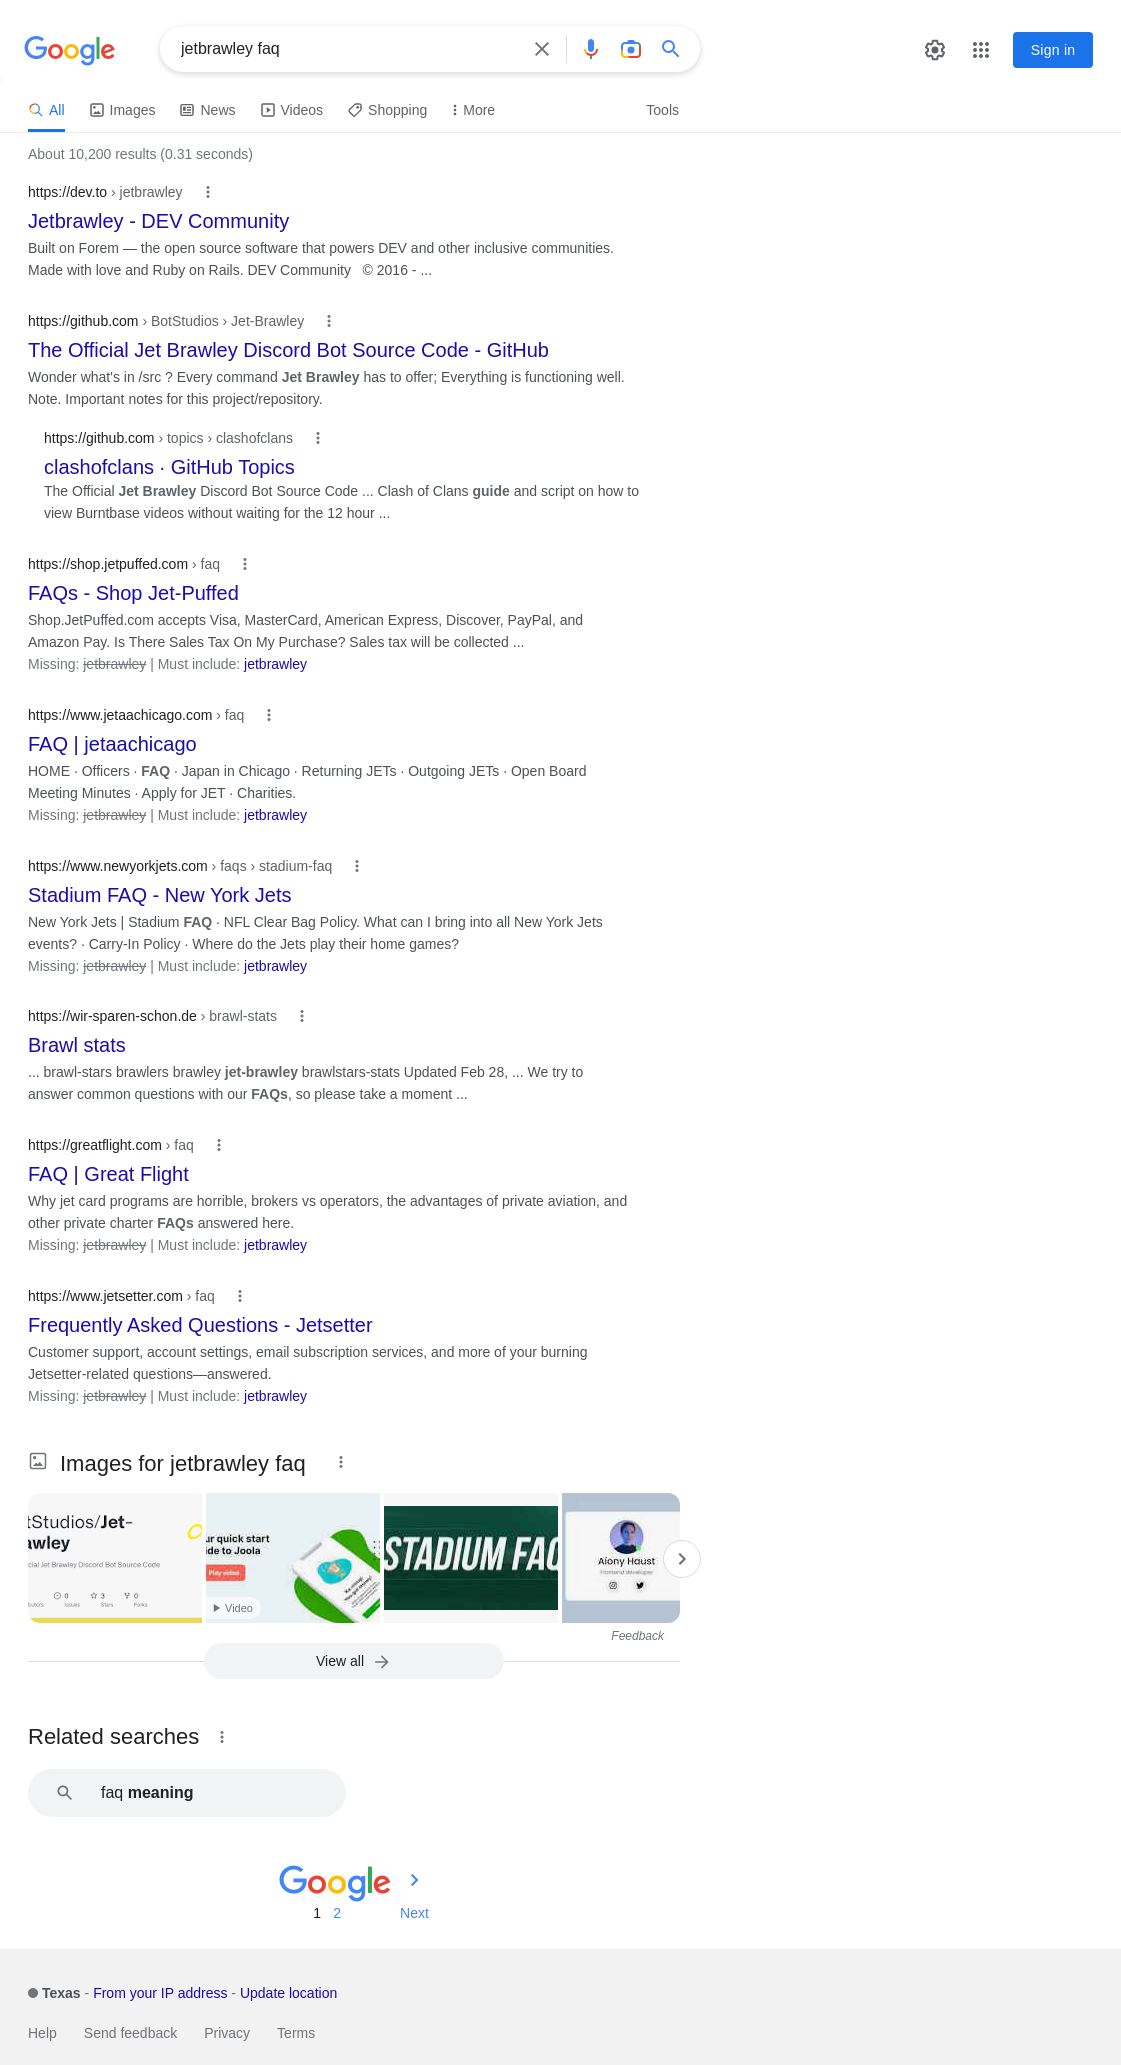 Google
jetbrawley faq
Sign in
All Images News Videos Shopping More Tools
About 10,200 results (0.31 seconds)
https://dev.to › jetbrawley
Jetbrawley - DEV Community
Built on Forem — the open source software that powers DEV and other inclusive communities.
Made with love and Ruby on Rails. DEV Community © 2016 - ...
https://github.com › BotStudios › Jet-Brawley
The Official Jet Brawley Discord Bot Source Code - GitHub
Wonder what's in /src ? Every command Jet Brawley has to offer; Everything is functioning well.
Note. Important notes for this project/repository.
https://github.com › topics › clashofclans
clashofclans · GitHub Topics
The Official Jet Brawley Discord Bot Source Code ... Clash of Clans guide and script on how to
view Burntbase videos without waiting for the 12 hour ...
https://shop.jetpuffed.com › faq
FAQs - Shop Jet-Puffed
Shop.JetPuffed.com accepts Visa, MasterCard, American Express, Discover, PayPal, and
Amazon Pay. Is There Sales Tax On My Purchase? Sales tax will be collected ...
Missing: jetbrawley | Must include: jetbrawley
https://www.jetaachicago.com › faq
FAQ | jetaachicago
HOME · Officers · FAQ · Japan in Chicago · Returning JETs · Outgoing JETs · Open Board
Meeting Minutes · Apply for JET · Charities.
Missing: jetbrawley | Must include: jetbrawley
https://www.newyorkjets.com › faqs › stadium-faq
Stadium FAQ - New York Jets
New York Jets | Stadium FAQ · NFL Clear Bag Policy. What can I bring into all New York Jets
events? · Carry-In Policy · Where do the Jets play their home games?
Missing: jetbrawley | Must include: jetbrawley
https://wir-sparen-schon.de › brawl-stats
Brawl stats
... brawl-stars brawlers brawley jet-brawley brawlstars-stats Updated Feb 28, ... We try to
answer common questions with our FAQs, so please take a moment ...
https://greatflight.com › faq
FAQ | Great Flight
Why jet card programs are horrible, brokers vs operators, the advantages of private aviation, and
other private charter FAQs answered here.
Missing: jetbrawley | Must include: jetbrawley
https://www.jetsetter.com › faq
Frequently Asked Questions - Jetsetter
Customer support, account settings, email subscription services, and more of your burning
Jetsetter-related questions—answered.
Missing: jetbrawley | Must include: jetbrawley
Images for jetbrawley faq
tStudios/Jet-
awley
cial Jet Brawley Discord Bot Source Code
0 3 0
Issues Stars Forks
ur quick start
ide to Joola
Play video
Video
STADIUM FAQ
Aiony Haust
Frontend developer
Feedback
View all
Related searches
faq meaning
Google
1 2 Next
Texas - From your IP address - Update location
Help Send feedback Privacy Terms